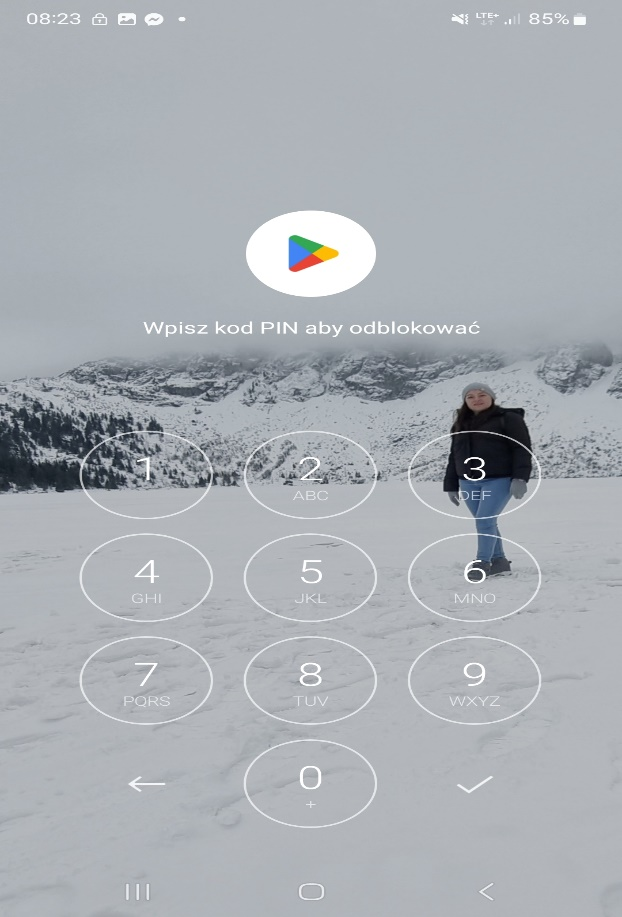 08:23 LTE+ 85%
Wpisz kod PIN aby odblokować
1 2 3
ABC DEF
4 5 6
GHI JKL MNO
7 8 9
PQRS TUV WXYZ
0
+